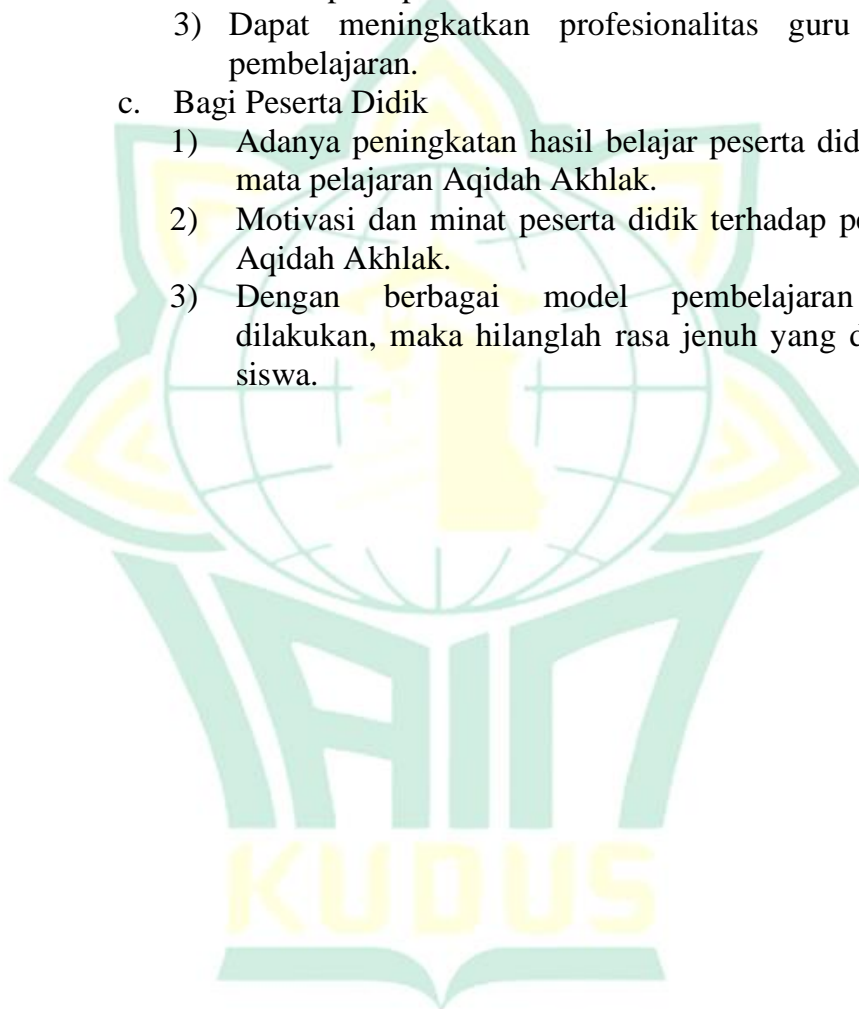 3) Dapat meningkatkan profesionalitas guru
pembelajaran.
c. Bagi Peserta Didik
1) Adanya peningkatan hasil belajar peserta
mata pelajaran Aqidah Akhlak.
2) Motivasi dan minat peserta didik terhadap
Aqidah Akhlak.
3) Dengan berbagai model pembelajaran
dilakukan, maka hilanglah rasa jenuh yang
siswa.
IAIN
KUDUS